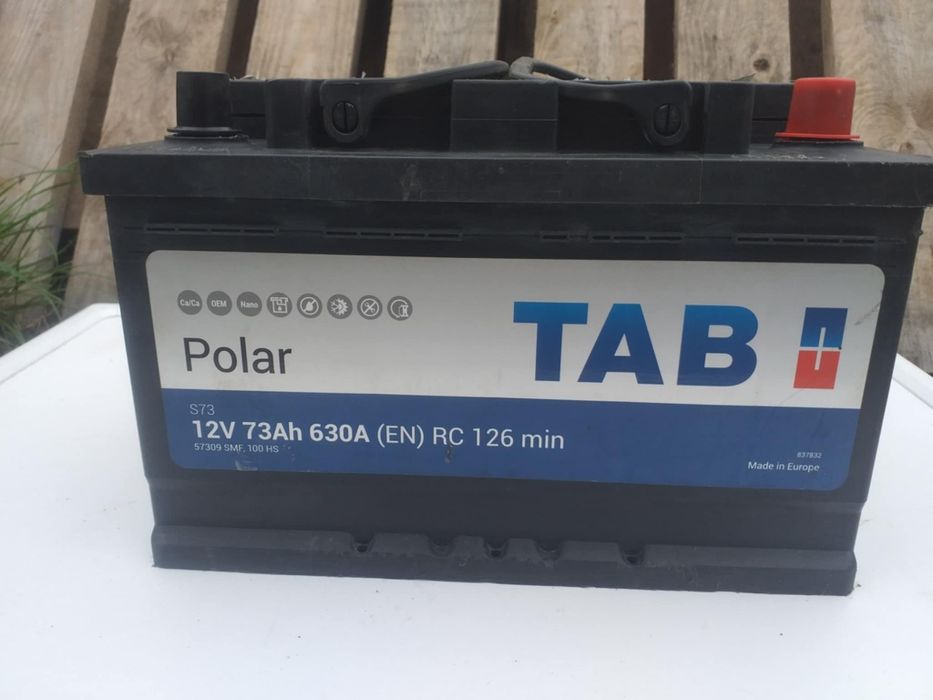 Ca/Ca OEM Nano
Polar
TAB
S73
12V 73Ah 630A (EN) RC 126 min
57309 SMF, 100 HS
837832
Made in Europe